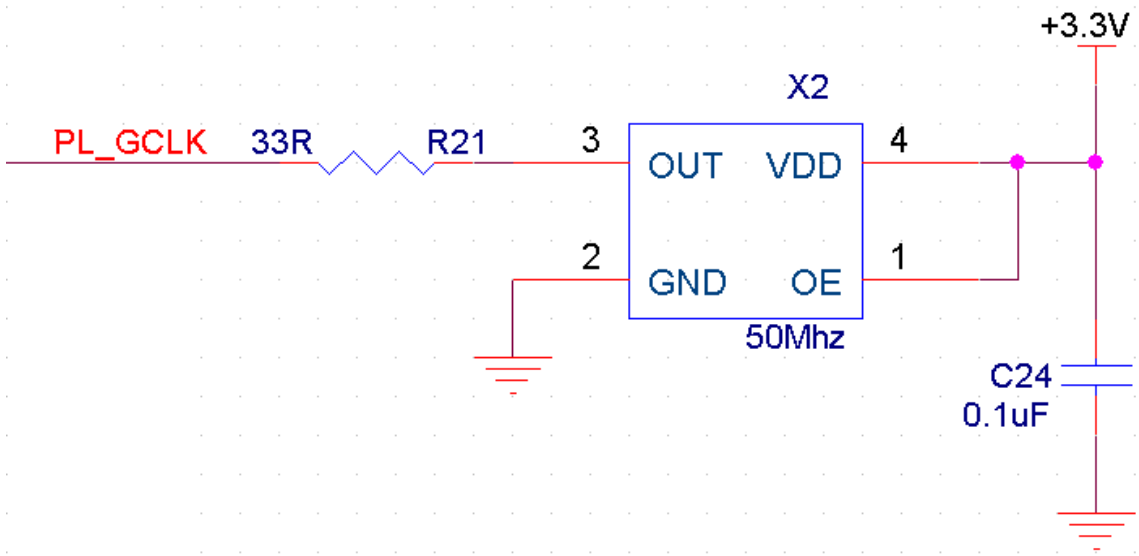 +3.3V
X2
PL_GCLK 33R R21 3 OUT VDD 4
2 GND OE 1
50Mhz
C24
0.1uF